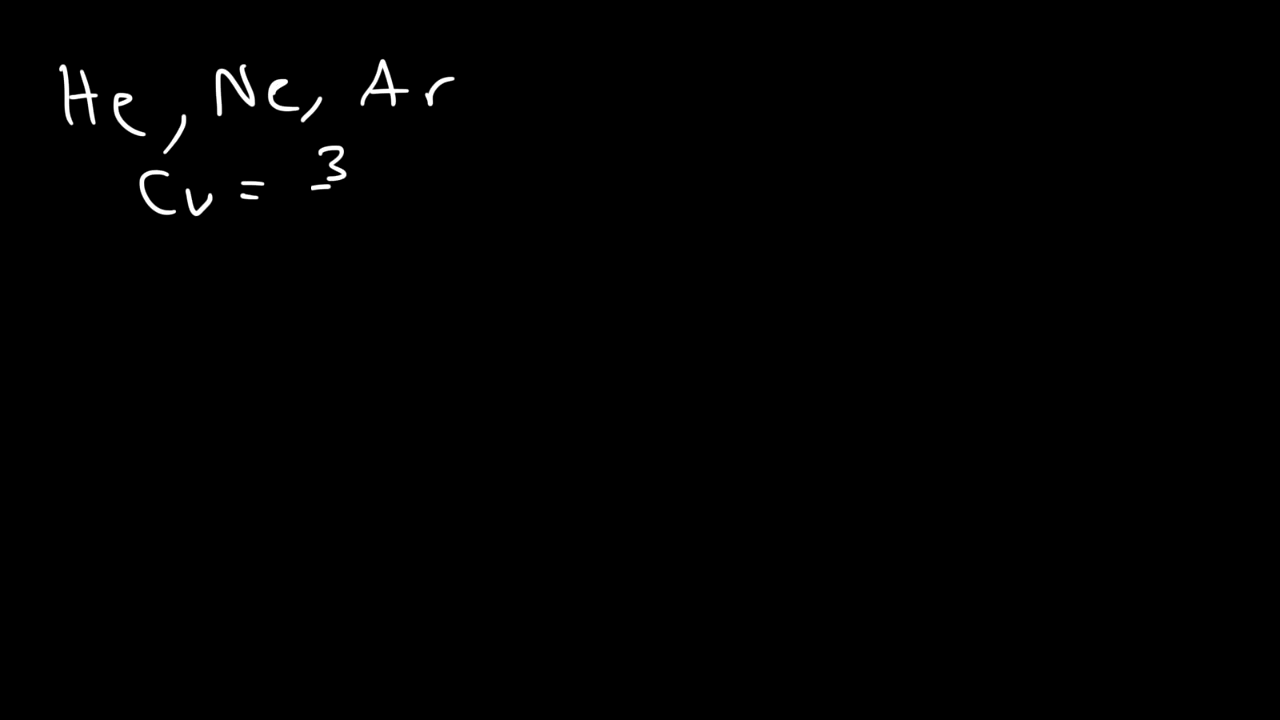 He, Ne, Ar
Cv = 3